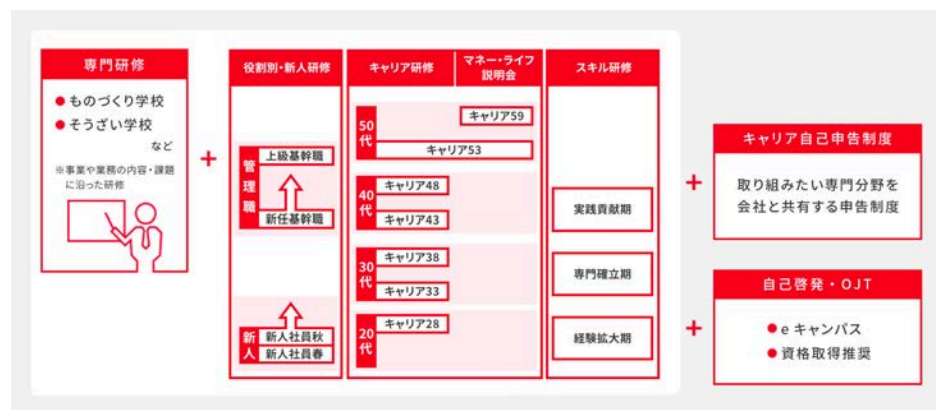 専門研修
●ものづくり学校
●そうざい学校
など
※事業や業務の内容・課題
に沿った研修
+
役割別・新人研修
管理職
上級基幹職
新任基幹職
新人
新人社員秋
新人社員春
キャリア研修
マネー・ライフ
説明会
50代
キャリア59
キャリア53
40代
キャリア48
キャリア43
30代
キャリア38
キャリア33
20代
キャリア28
スキル研修
実践貢献期
専門確立期
経験拡大期
+
キャリア自己申告制度
取り組みたい専門分野を
会社と共有する申告制度
+
自己啓発・OJT
●e キャンパス
●資格取得推奨